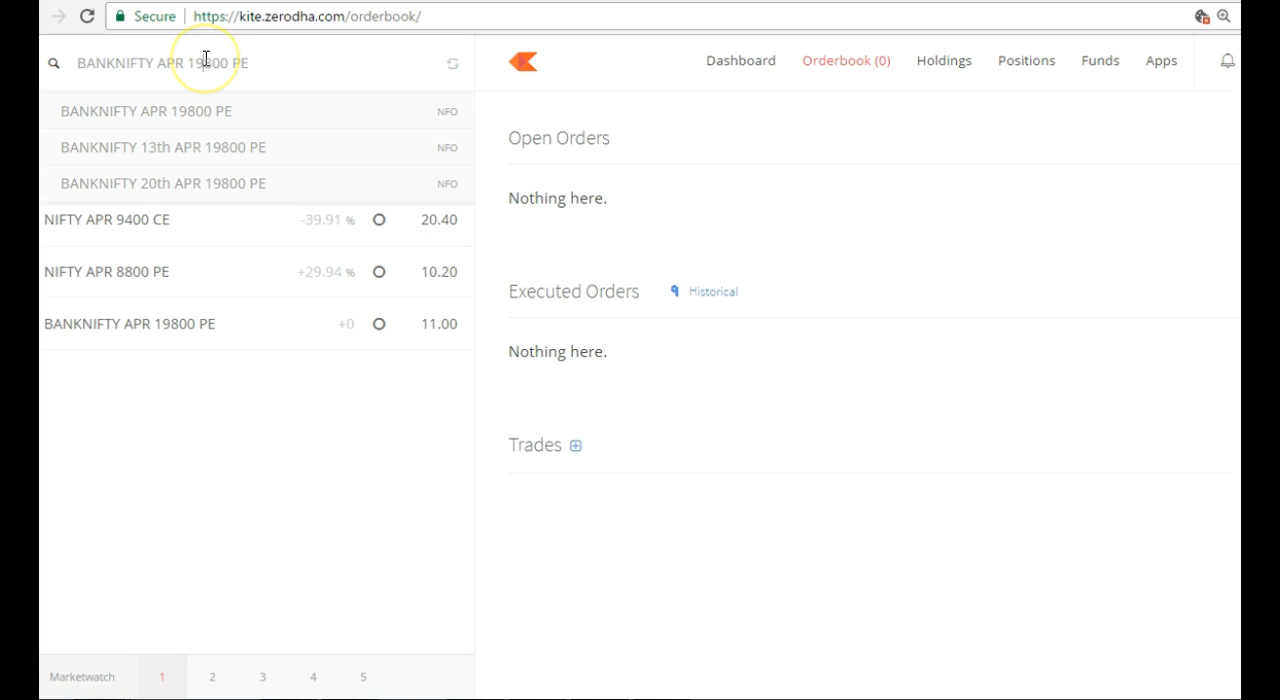 Secure | https://kite.zerodha.com/orderbook/
BANKNIFTY APR 19800 PE
BANKNIFTY APR 19800 PE NFO
BANKNIFTY 13th APR 19800 PE NFO
BANKNIFTY 20th APR 19800 PE NFO
NIFTY APR 9400 CE -39.91 % 20.40
NIFTY APR 8800 PE +29.94 % 10.20
BANKNIFTY APR 19800 PE +0 11.00
Marketwatch 1 2 3 4 5
Dashboard Orderbook (0) Holdings Positions Funds Apps
Open Orders
Nothing here.
Executed Orders Historical
Nothing here.
Trades